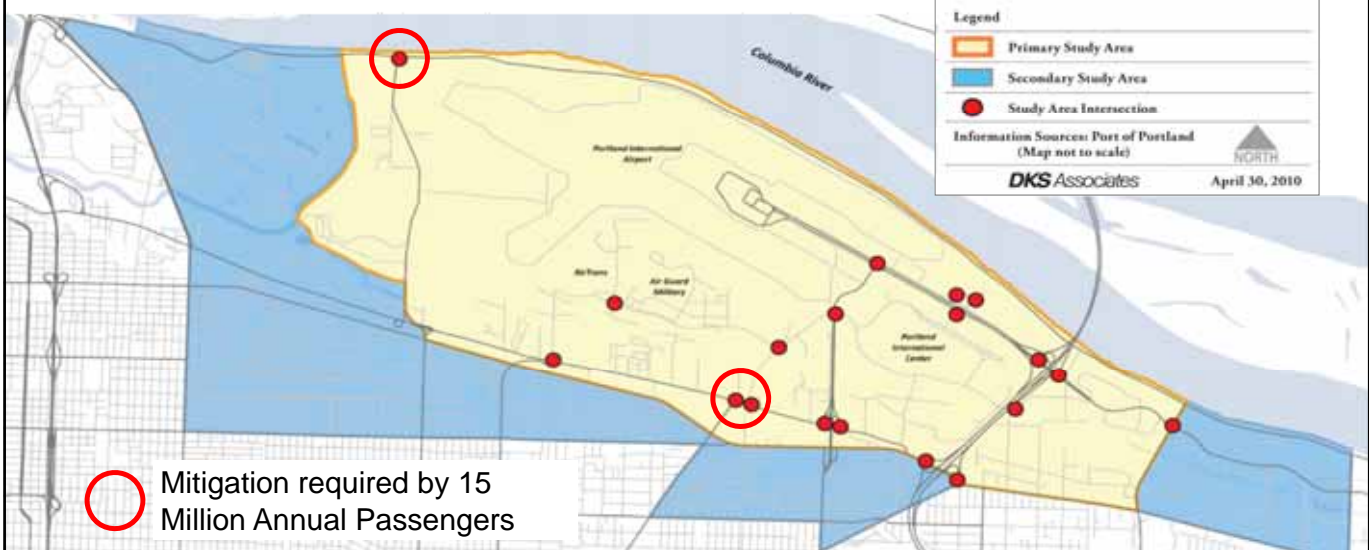 Legend
Primary Study Area
Secondary Study Area
Study Area Intersection
Information Sources: Port of Portland
(Map not to scale)
NORTH
DKS Associates
April 30, 2010
Columbia River
Portland International
Airport
AirTrans
Air Guard
Military
Portland
International
Center
Mitigation required by 15
Million Annual Passengers